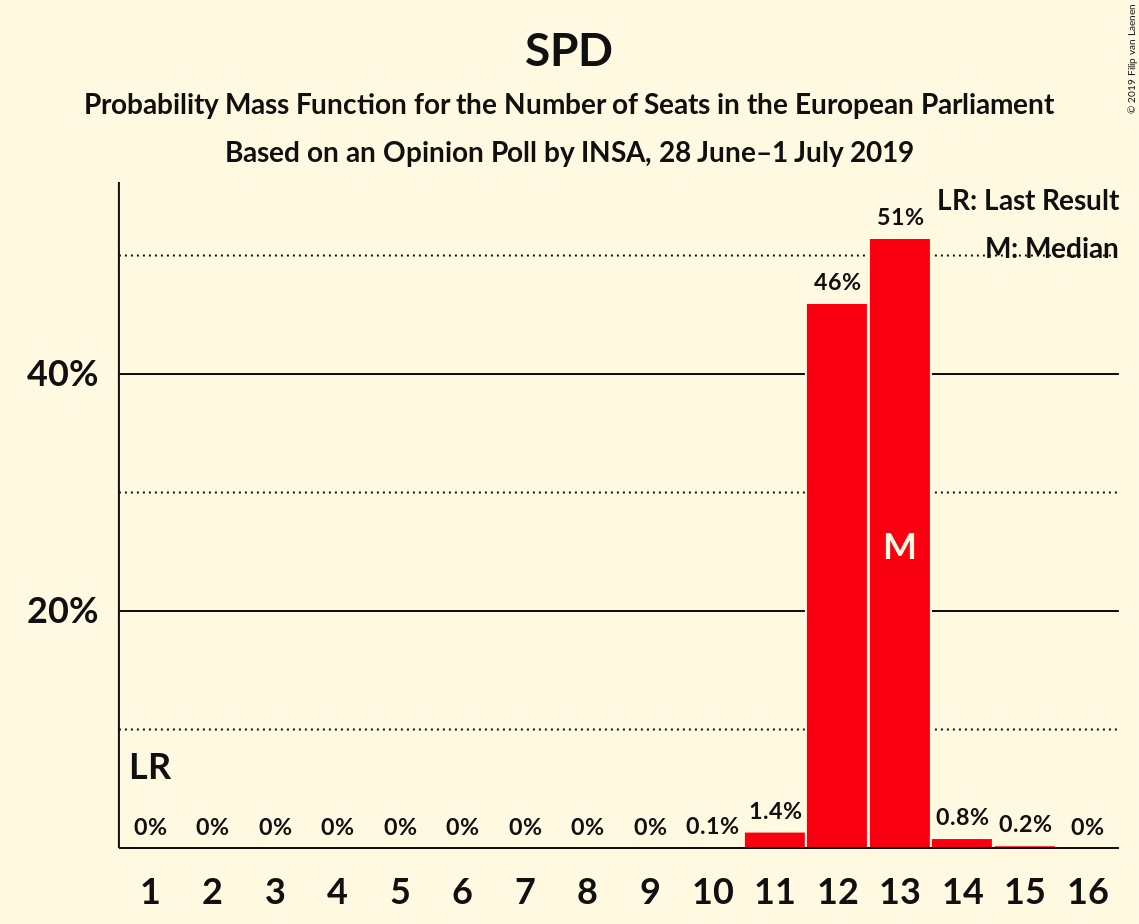 SPD
Probability Mass Function for the Number of Seats in the European Parliament
Based on an Opinion Poll by INSA, 28 June–1 July 2019
© 2019 Filip van Laenen
LR: Last Result
M: Median
51%
46%
40%
M
20%
LR
0% 0% 0% 0% 0% 0% 0% 0% 0% 0.1% 1.4% 0.8% 0.2% 0%
1 2 3 4 5 6 7 8 9 10 11 12 13 14 15 16